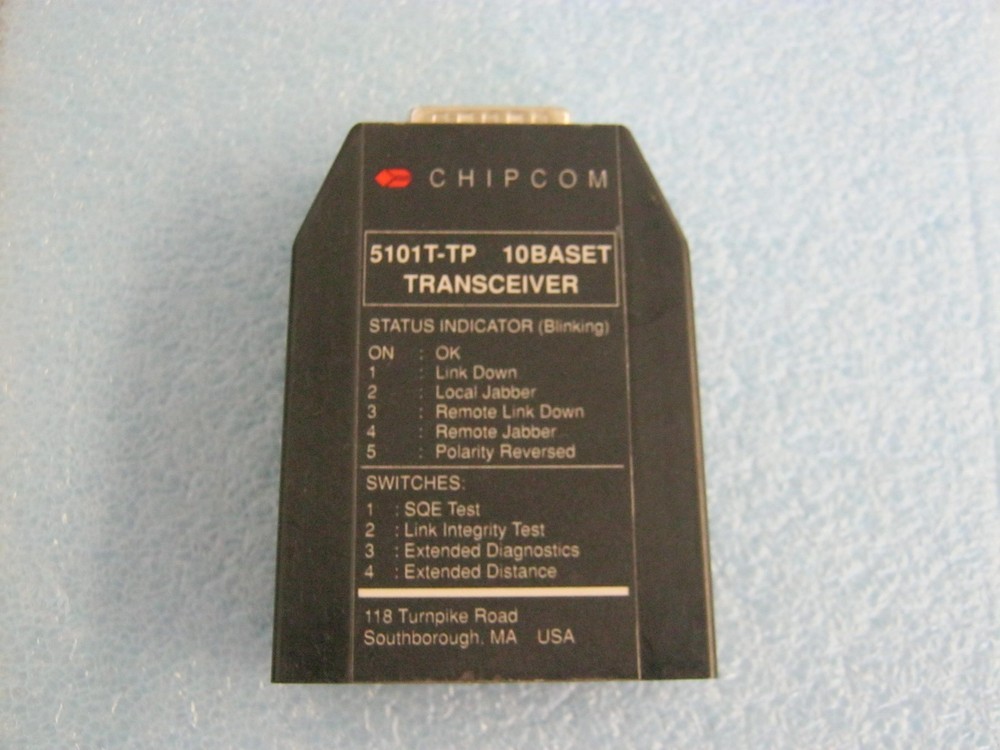 CHIPCOM
5101T-TP 10BASET
TRANSCEIVER
STATUS INDICATOR (Blinking)
ON : OK
1 : Link Down
2 : Local Jabber
3 : Remote Link Down
4 : Remote Jabber
5 : Polarity Reversed
SWITCHES:
1 : SQE Test
2 : Link Integrity Test
3 : Extended Diagnostics
4 : Extended Distance
118 Turnpike Road
Southborough, MA USA